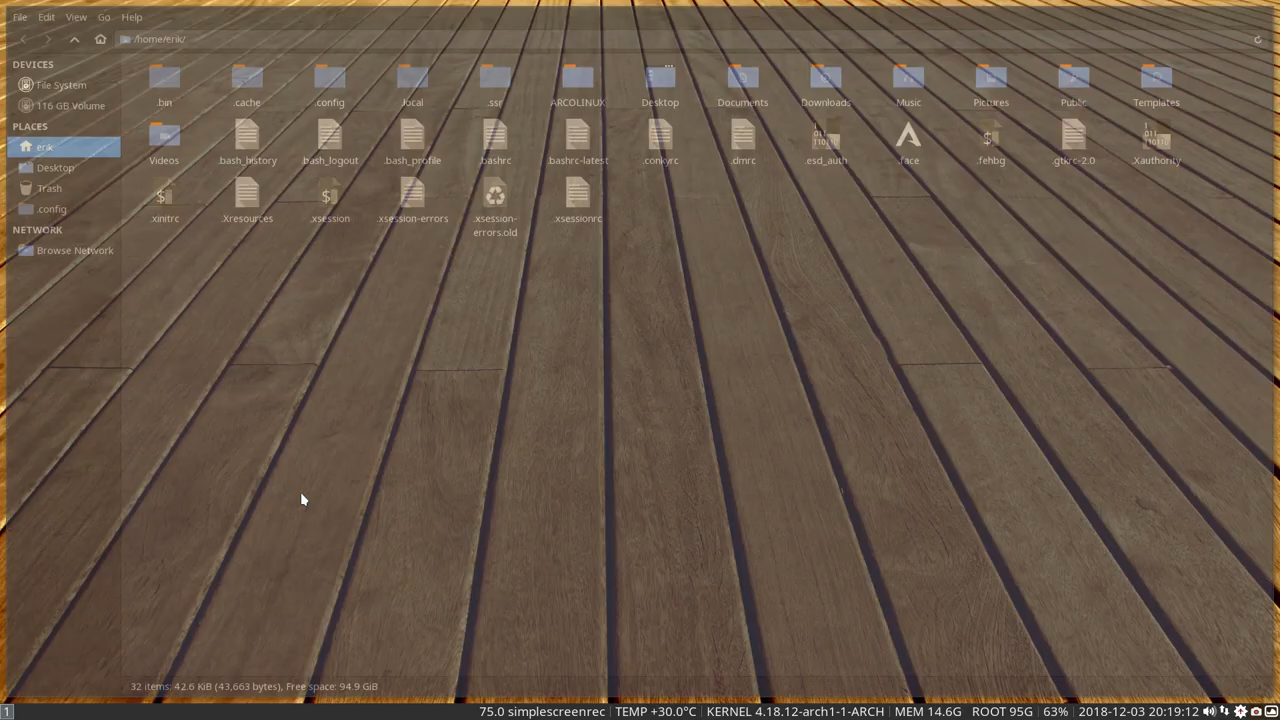 File Edit View Go Help
/home/erik/
DEVICES
File System
116 GB Volume
PLACES
erik
Desktop
Trash
.config
NETWORK
Browse Network
.bin .cache .config .local .ssr ARCOLINUX Desktop Documents Downloads Music Pictures Public Templates
Videos .bash_history .bash_logout .bash_profile .bashrc .bashrc-latest .conkyrc .dmrc .esd_auth .face .fehbg .gtkrc-2.0 .Xauthority
.xinitrc .Xresources .xsession .xsession-errors .xsession-errors.old .xsessionrc
32 items: 42.6 KiB (43,663 bytes), Free space: 94.9 GiB
1 75.0 simplescreenrec TEMP +30.0°C KERNEL 4.18.12-arch1-1-ARCH MEM 14.6G ROOT 95G 63% 2018-12-03 20:19:12